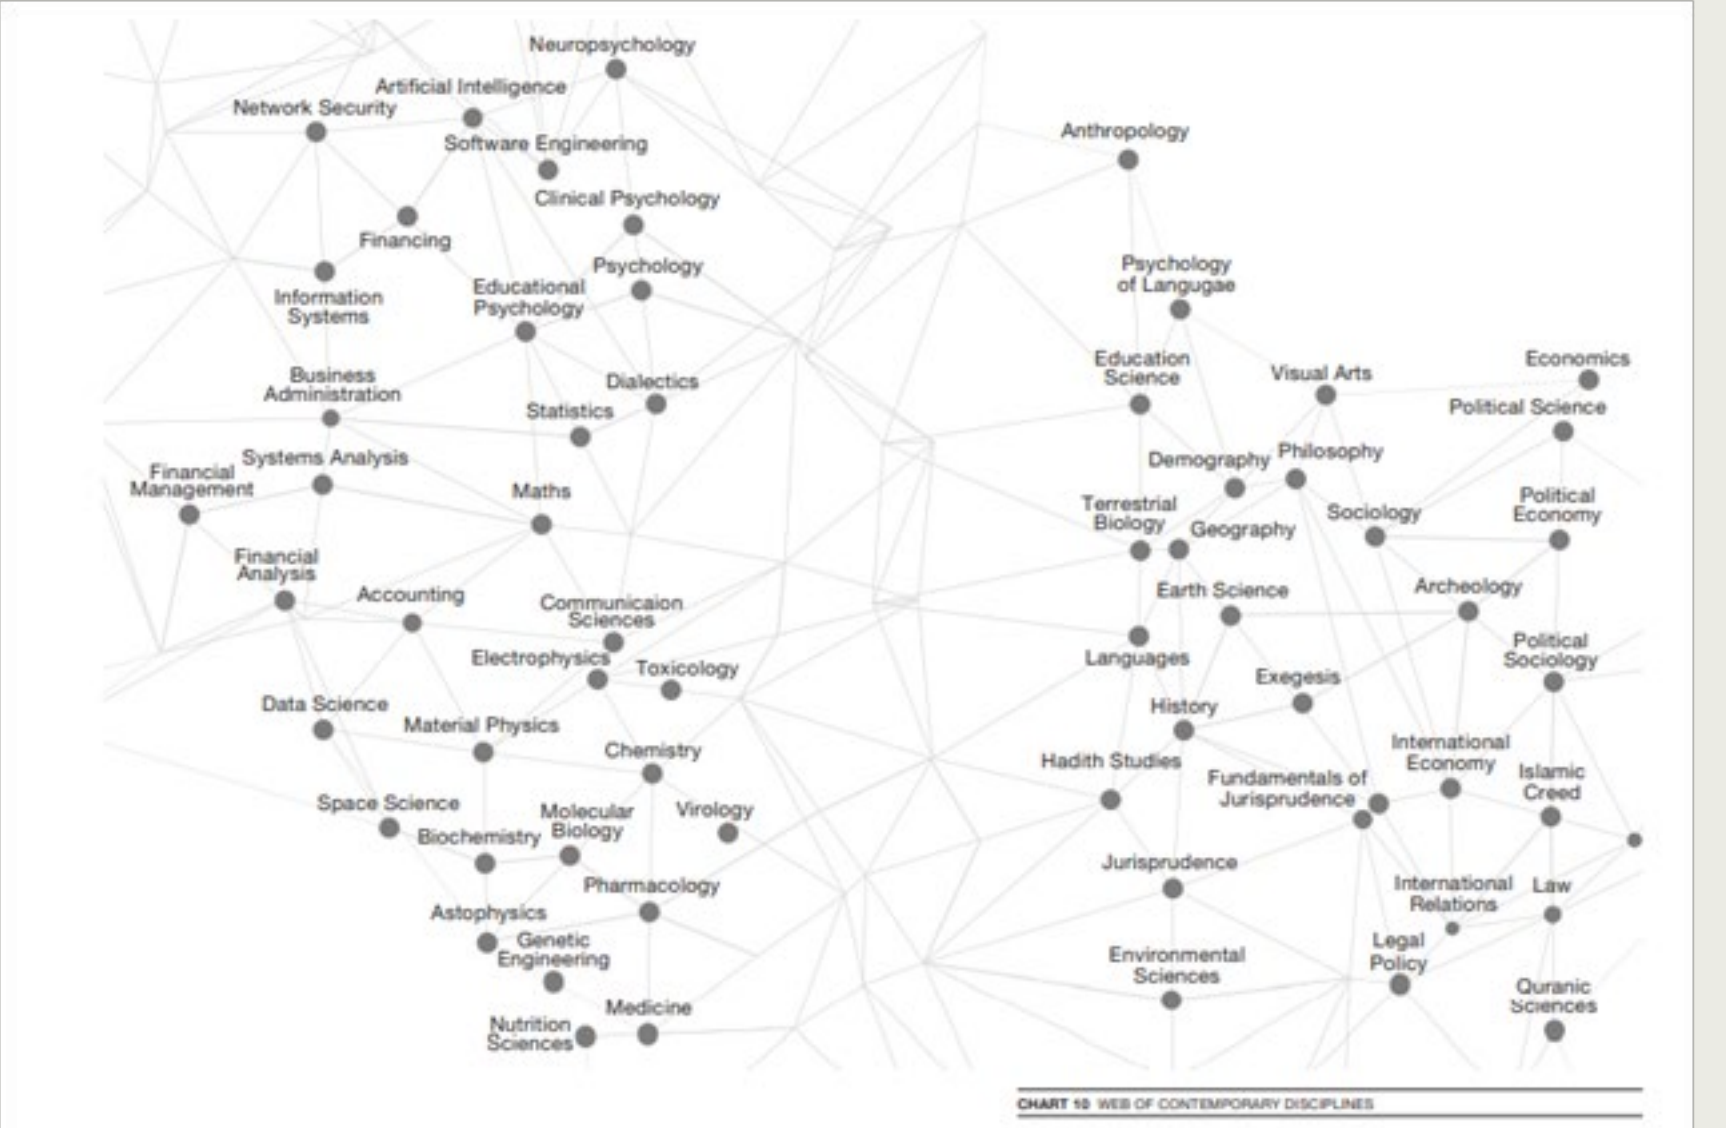 Neuropsychology
Artificial Intelligence
Network Security
Software Engineering
Clinical Psychology
Financing
Psychology
Educational
Psychology
Information
Systems
Business
Administration
Dialectics
Statistics
Systems Analysis
Financial
Management
Maths
Financial
Analysis
Accounting
Communicaion
Sciences
Electrophysics
Toxicology
Data Science
Material Physics
Chemistry
Space Science
Molecular
Biology
Virology
Biochemistry
Pharmacology
Astophysics
Genetic
Engineering
Medicine
Nutrition
Sciences
Anthropology
Psychology
of Langugae
Education
Science
Visual Arts
Economics
Political Science
Demography
Philosophy
Terrestrial
Biology
Geography
Sociology
Political
Economy
Earth Science
Archeology
Languages
Political
Sociology
Exegesis
History
Hadith Studies
International
Economy
Fundamentals of
Jurisprudence
Islamic
Creed
Jurisprudence
International
Relations
Law
Legal
Policy
Environmental
Sciences
Quranic
Sciences
CHART 10 WEB OF CONTEMPORARY DISCIPLINES